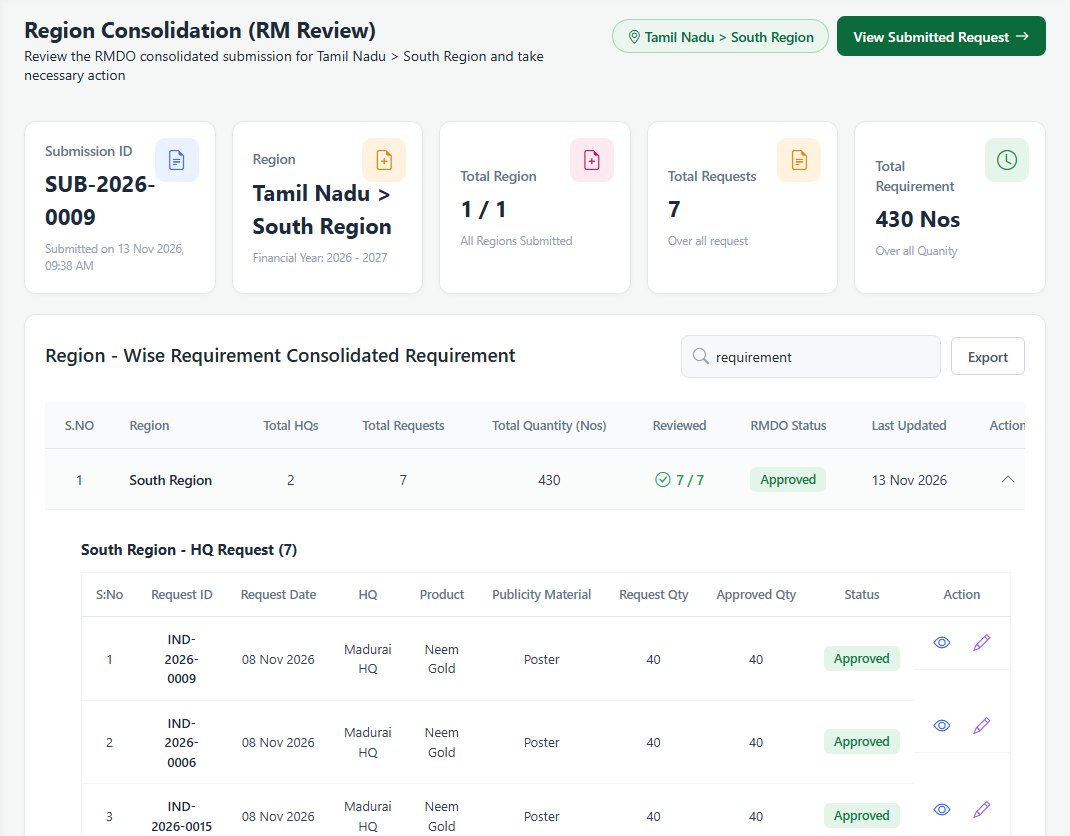 Region Consolidation (RM Review)
Review the RMDO consolidated submission for Tamil Nadu > South Region and take
necessary action
Tamil Nadu > South Region
View Submitted Request →
Submission ID
SUB-2026-
0009
Submitted on 13 Nov 2026,
09:38 AM
Region
Tamil Nadu >
South Region
Financial Year: 2026 - 2027
Total Region
1 / 1
All Regions Submitted
Total Requests
7
Over all request
Total
Requirement
430 Nos
Over all Quanity
Region - Wise Requirement Consolidated Requirement
requirement
Export
S.NO Region Total HQs Total Requests Total Quantity (Nos) Reviewed RMDO Status Last Updated Action
1 South Region 2 7 430 7 / 7 Approved 13 Nov 2026
South Region - HQ Request (7)
S:No Request ID Request Date HQ Product Publicity Material Request Qty Approved Qty Status Action
1 IND-2026-0009 08 Nov 2026 Madurai HQ Neem Gold Poster 40 40 Approved
2 IND-2026-0006 08 Nov 2026 Madurai HQ Neem Gold Poster 40 40 Approved
3 IND-2026-0015 08 Nov 2026 Madurai HQ Neem Gold Poster 40 40 Approved